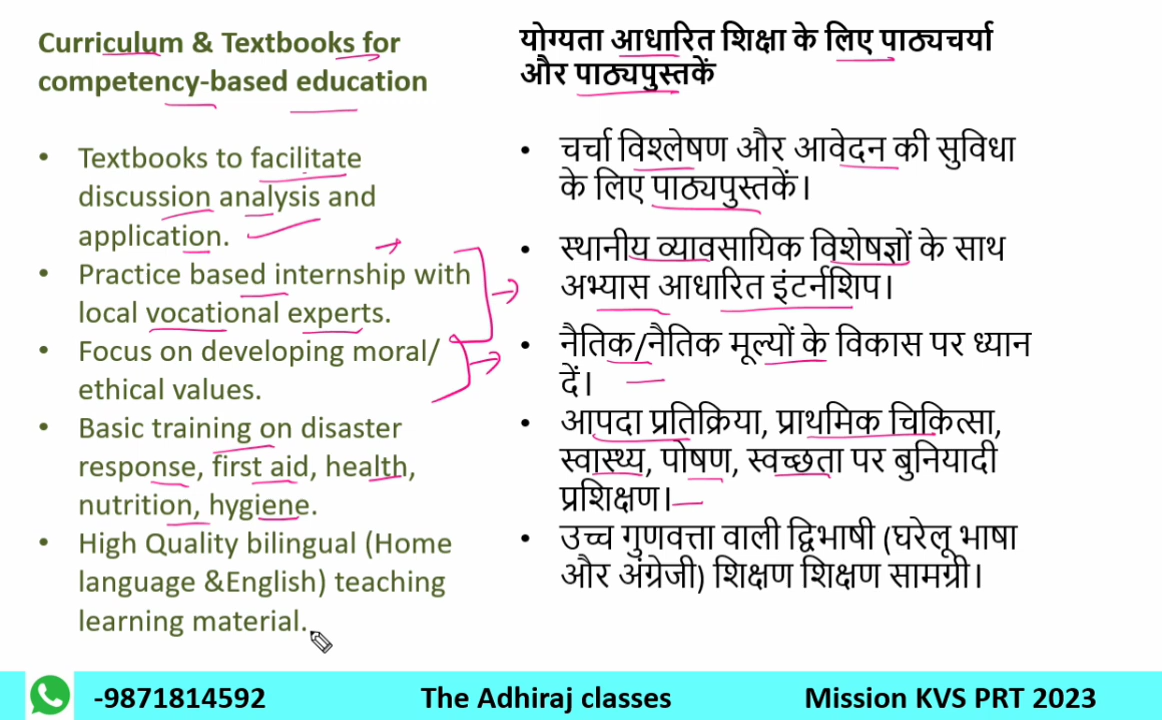 Curriculum & Textbooks for
competency-based education
• Textbooks to facilitate
discussion analysis and
application.
• Practice based internship with
local vocational experts.
• Focus on developing moral/
ethical values.
• Basic training on disaster
response, first aid, health,
nutrition, hygiene.
• High Quality bilingual (Home
language &English) teaching
learning material.
योग्यता आधारित शिक्षा के लिए पाठ्यचर्या
और पाठ्यपुस्तकें
• चर्चा विश्लेषण और आवेदन की सुविधा
के लिए पाठ्यपुस्तकें।
• स्थानीय व्यावसायिक विशेषज्ञों के साथ
अभ्यास आधारित इंटर्नशिप।
• नैतिक/नैतिक मूल्यों के विकास पर ध्यान
दें।
• आपदा प्रतिक्रिया, प्राथमिक चिकित्सा,
स्वास्थ्य, पोषण, स्वच्छता पर बुनियादी
प्रशिक्षण।
• उच्च गुणवत्ता वाली द्विभाषी (घरेलू भाषा
और अंग्रेजी) शिक्षण शिक्षण सामग्री।
-9871814592 The Adhiraj classes Mission KVS PRT 2023